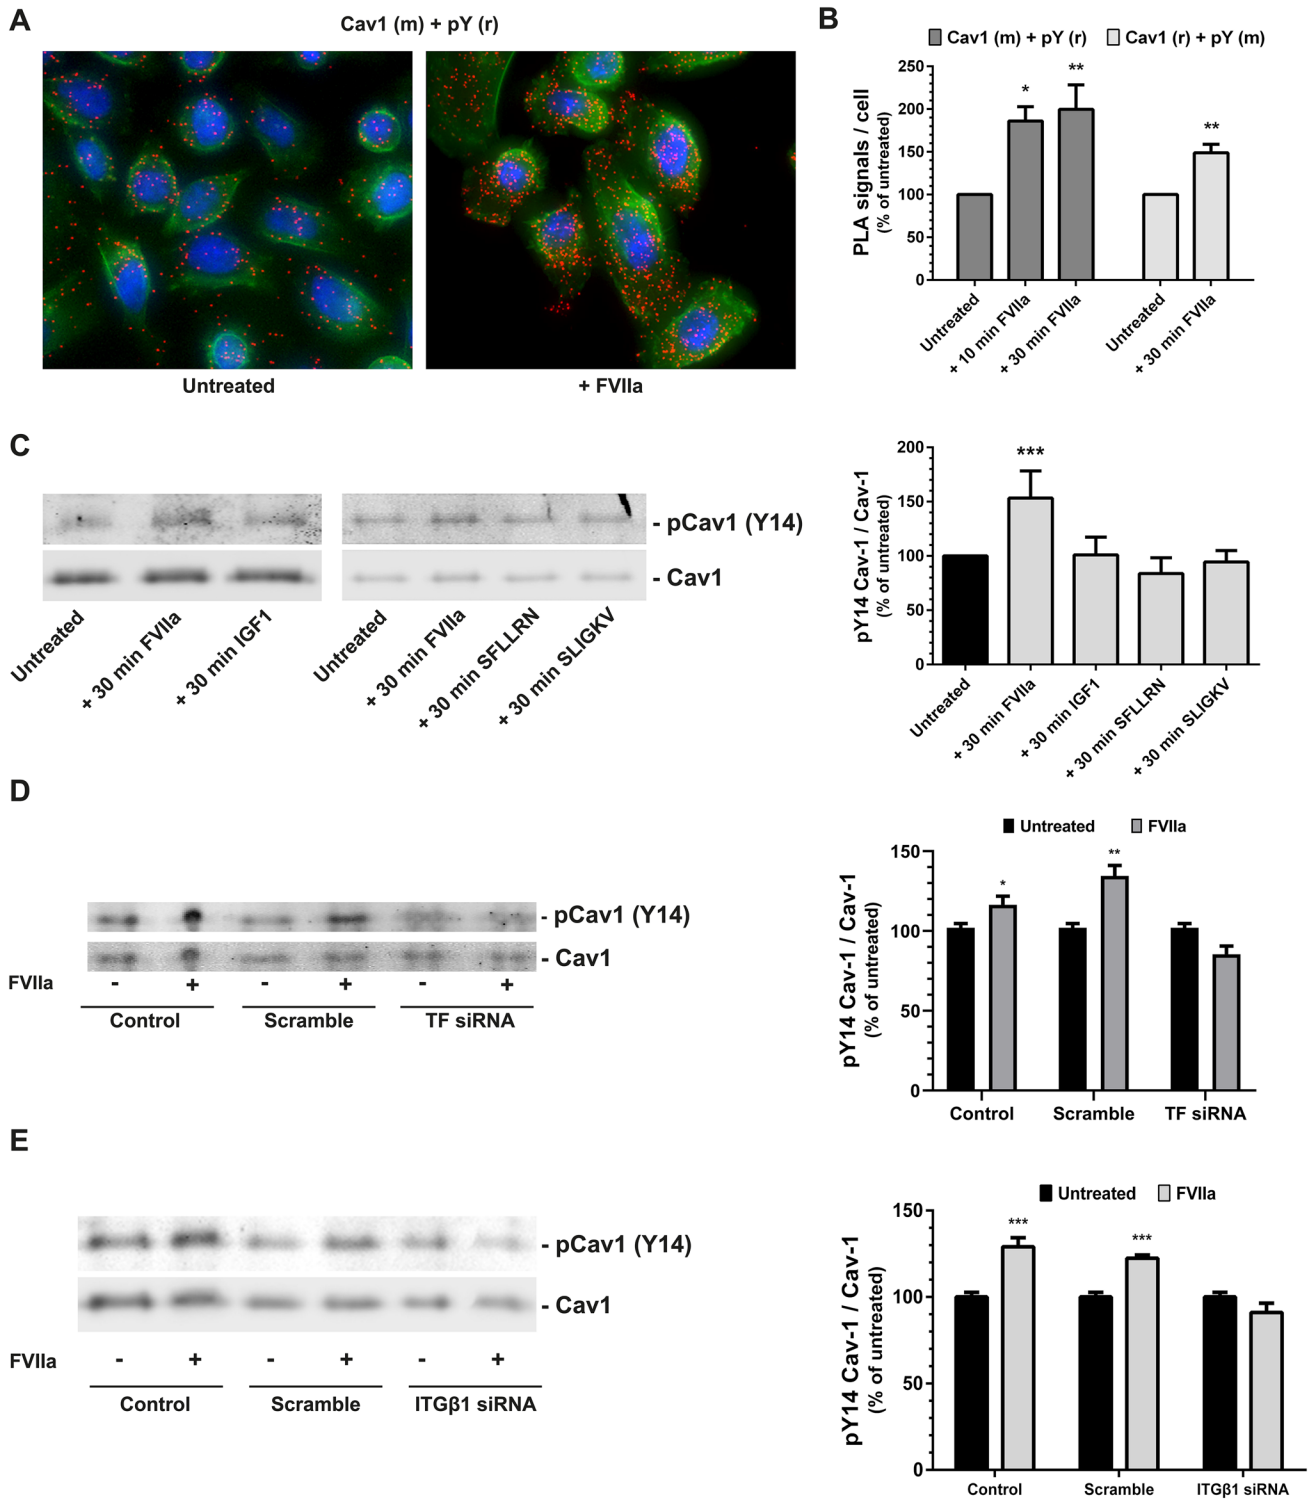 A
Cav1 (m) + pY (r)
Untreated
+ FVIIa
B
Cav1 (m) + pY (r)
Cav1 (r) + pY (m)
PLA signals / cell
(% of untreated)
250
200
150
100
50
0
*
**
**
Untreated
+ 10 min FVIIa
+ 30 min FVIIa
Untreated
+ 30 min FVIIa
C
- pCav1 (Y14)
- Cav1
Untreated
+ 30 min FVIIa
+ 30 min IGF1
Untreated
+ 30 min FVIIa
+ 30 min SFLLRN
+ 30 min SLIGKV
pY14 Cav-1 / Cav-1
(% of untreated)
200
150
100
50
0
***
Untreated
+ 30 min FVIIa
+ 30 min IGF1
+ 30 min SFLLRN
+ 30 min SLIGKV
D
- pCav1 (Y14)
- Cav1
FVIIa - + - + - +
Control Scramble TF siRNA
Untreated FVIIa
pY14 Cav-1 / Cav-1
(% of untreated)
150
100
50
0
*
**
Control Scramble TF siRNA
E
- pCav1 (Y14)
- Cav1
FVIIa - + - + - +
Control Scramble ITGβ1 siRNA
Untreated FVIIa
pY14 Cav-1 / Cav-1
(% of untreated)
150
100
50
0
***
***
Control Scramble ITGβ1 siRNA